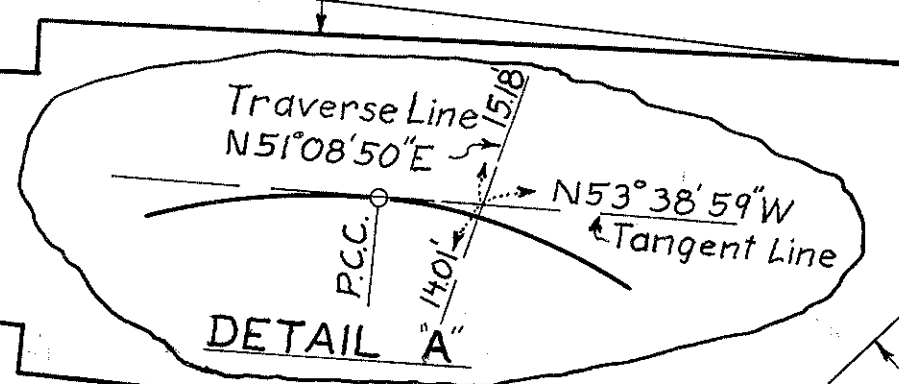 Traverse Line
N51°08'50"E
15.18'
N53°38'59"W
Tangent Line
P.C.C.
14.01'
DETAIL "A"